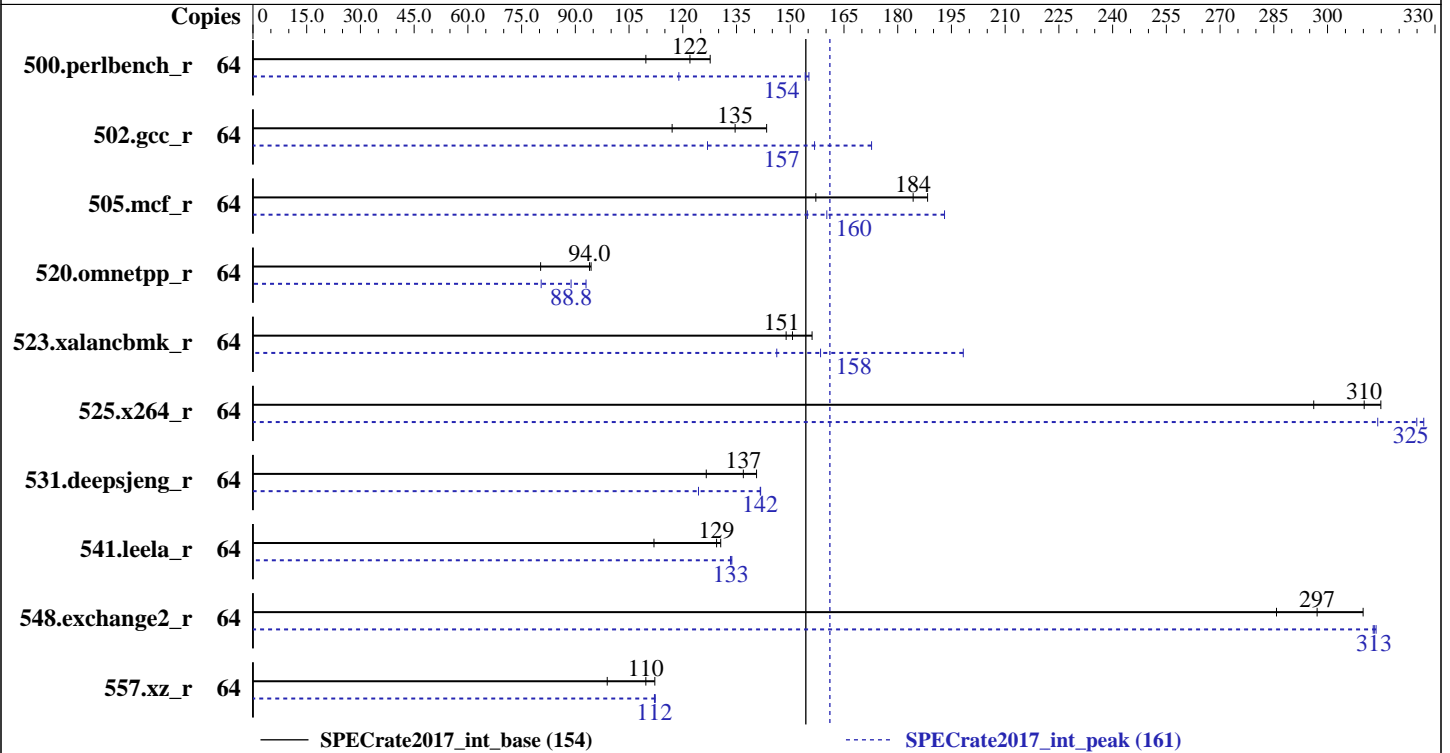 Copies 0 15.0 30.0 45.0 60.0 75.0 90.0 105 120 135 150 165 180 195 210 225 240 255 270 285 300 330
122
500.perlbench_r 64
154
135
502.gcc_r 64
157
184
505.mcf_r 64
160
94.0
520.omnetpp_r 64
88.8
151
523.xalancbmk_r 64
158
310
525.x264_r 64
325
137
531.deepsjeng_r 64
142
129
541.leela_r 64
133
297
548.exchange2_r 64
313
110
557.xz_r 64
112
SPECrate2017_int_base (154) SPECrate2017_int_peak (161)